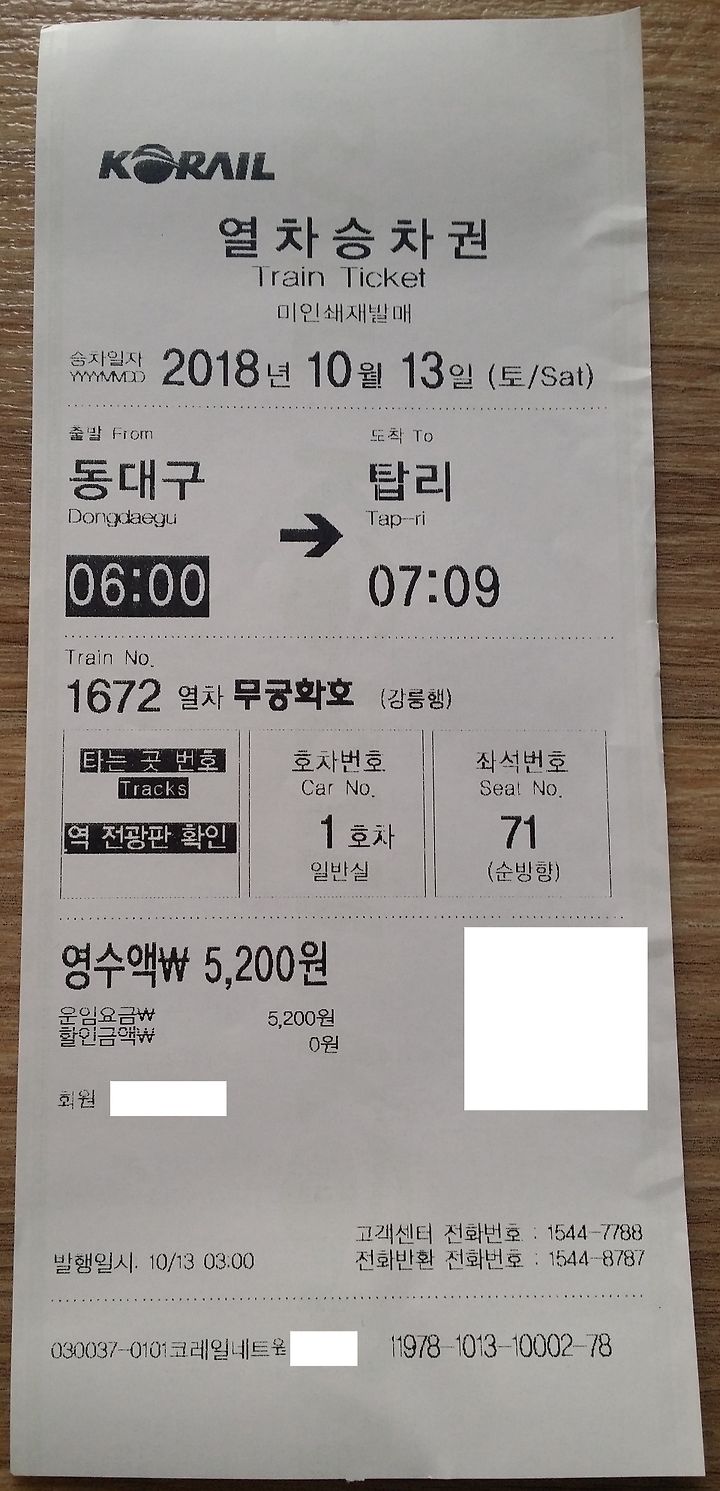 KORAIL
열차승차권
Train Ticket
미인쇄재발매
승차일자
YYYYMMDD
2018년 10월 13일 (토/Sat)
출발 From
도착 To
동대구
탑리
Dongdaegu
Tap-ri
06:00
07:09
Train No.
1672 열차 무궁화호 (강릉행)
타는 곳 번호
Tracks
역 전광판 확인
호차번호
Car No.
1 호차
일반실
좌석번호
Seat No.
71
(순방향)
영수액₩ 5,200원
운임요금₩ 5,200원
할인금액₩ 0원
회원
고객센터 전화번호 : 1544-7788
발행일시: 10/13 03:00
전화반환 전화번호 : 1544-8787
030037-0101코레일네트웍
11978-1013-10002-78